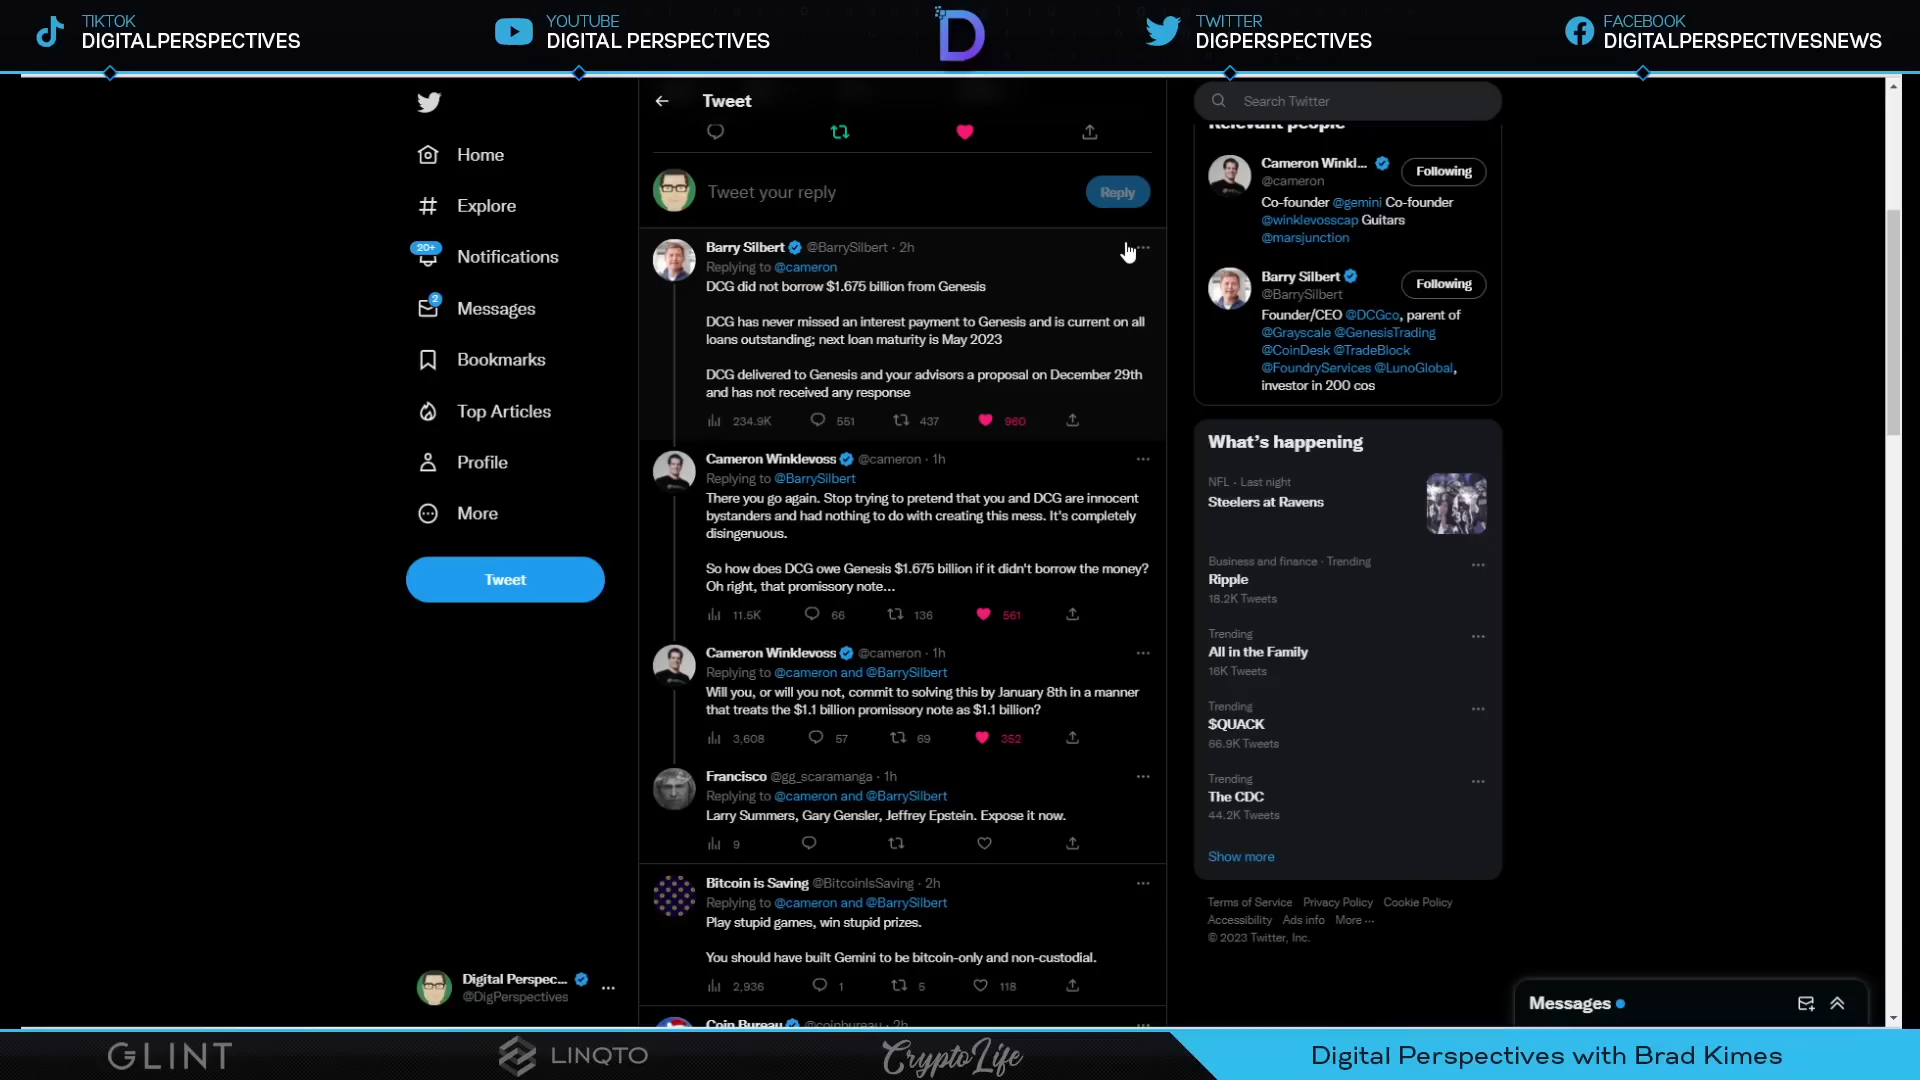 TIKTOK
DIGITALPERSPECTIVES
YOUTUBE
DIGITAL PERSPECTIVES
D
TWITTER
DIGPERSPECTIVES
FACEBOOK
DIGITALPERSPECTIVESNEWS
Home
Explore
20+
Notifications
2
Messages
Bookmarks
Top Articles
Profile
More
Tweet
Digital Perspec...
@DigPerspectives
Tweet
Tweet your reply
Reply
Barry Silbert @BarrySilbert · 2h
Replying to @cameron
DCG did not borrow $1.675 billion from Genesis
DCG has never missed an interest payment to Genesis and is current on all
loans outstanding; next loan maturity is May 2023
DCG delivered to Genesis and your advisors a proposal on December 29th
and has not received any response
234.9K 551 437 960
Cameron Winklevoss @cameron · 1h
Replying to @BarrySilbert
There you go again. Stop trying to pretend that you and DCG are innocent
bystanders and had nothing to do with creating this mess. It's completely
disingenuous.
So how does DCG owe Genesis $1.675 billion if it didn't borrow the money?
Oh right, that promissory note...
11.5K 66 136 561
Cameron Winklevoss @cameron · 1h
Replying to @cameron and @BarrySilbert
Will you, or will you not, commit to solving this by January 8th in a manner
that treats the $1.1 billion promissory note as $1.1 billion?
3,608 57 69 352
Francisco @gg_scaramanga · 1h
Replying to @cameron and @BarrySilbert
Larry Summers, Gary Gensler, Jeffrey Epstein. Expose it now.
9
Bitcoin is Saving @BitcoinIsSaving · 2h
Replying to @cameron and @BarrySilbert
Play stupid games, win stupid prizes.
You should have built Gemini to be bitcoin-only and non-custodial.
2,936 1 5 118
Coin Bureau @coinbureau · 2h
Search Twitter
Relevant people
Cameron Winkl...
@cameron
Following
Co-founder @gemini Co-founder
@winklevosscap Guitars
@marsjunction
Barry Silbert
@BarrySilbert
Following
Founder/CEO @DCGco, parent of
@Grayscale @GenesisTrading
@CoinDesk @TradeBlock
@FoundryServices @LunoGlobal,
investor in 200 cos
What's happening
NFL · Last night
Steelers at Ravens
Business and finance · Trending
Ripple
18.2K Tweets
Trending
All in the Family
16K Tweets
Trending
$QUACK
66.9K Tweets
Trending
The CDC
44.2K Tweets
Show more
Terms of Service Privacy Policy Cookie Policy
Accessibility Ads info More ...
© 2023 Twitter, Inc.
Messages
GLINT
LINQTO
CryptoLife
Digital Perspectives with Brad Kimes